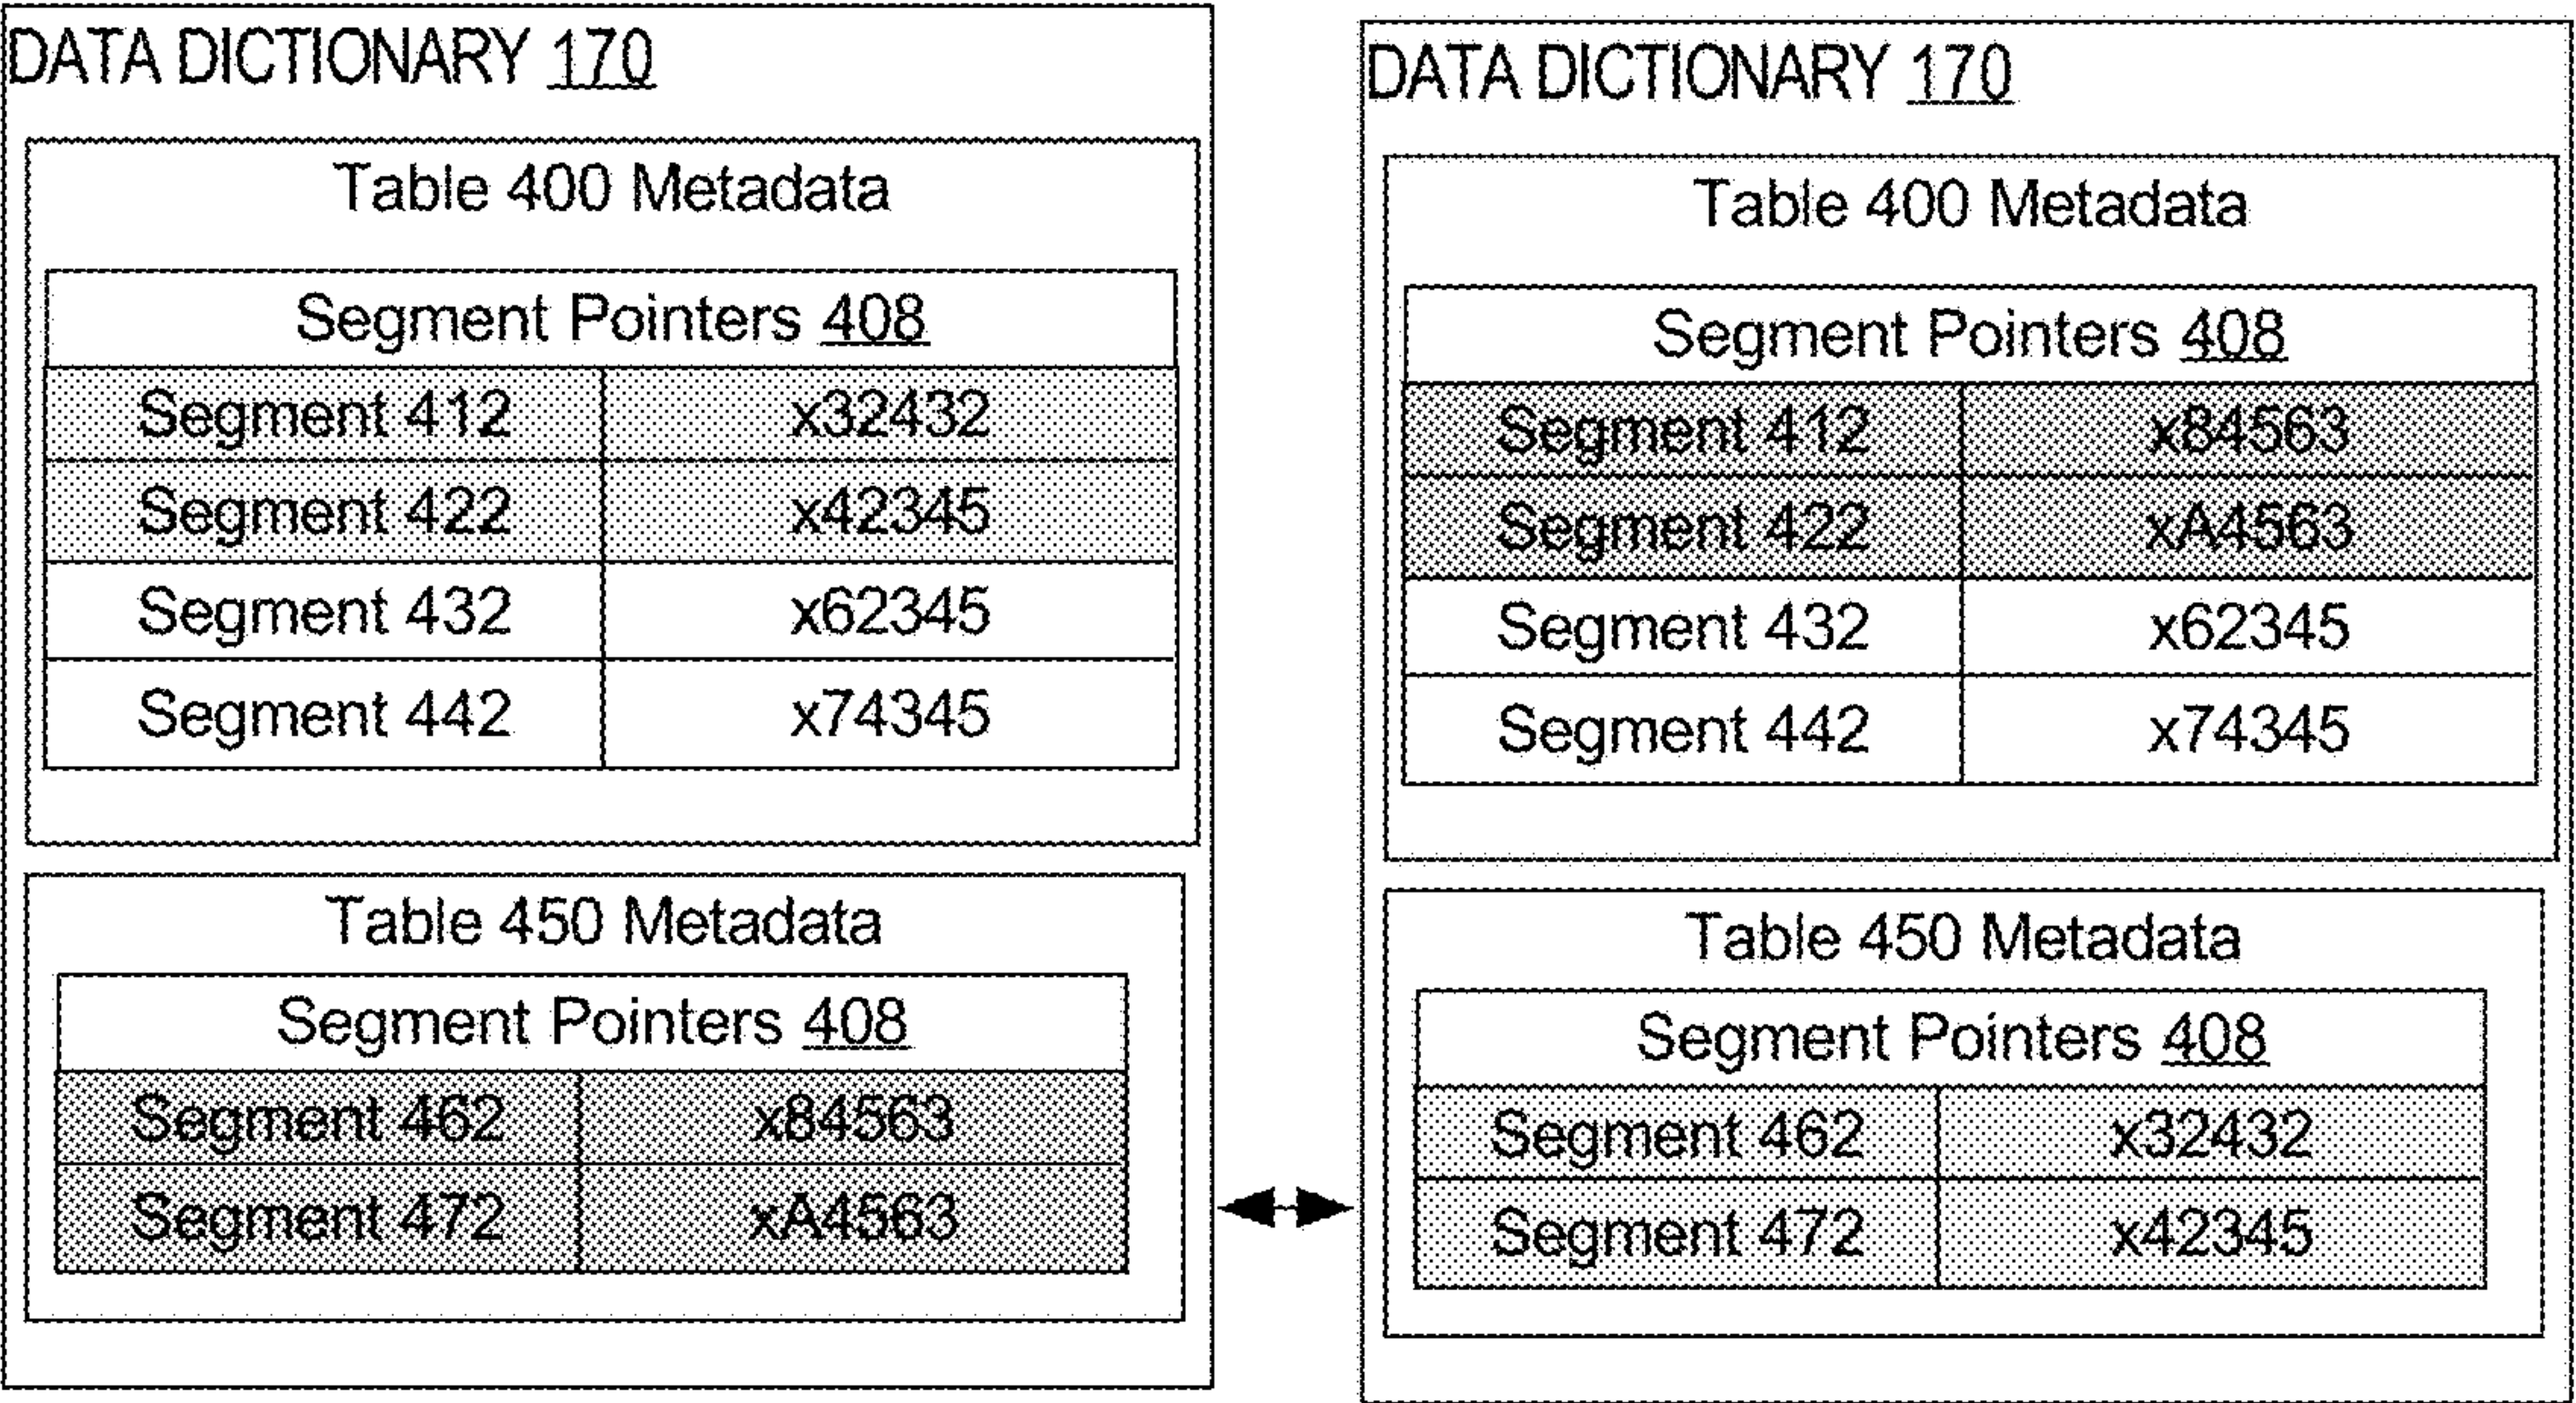 DATA DICTIONARY 170
Table 400 Metadata
Segment Pointers 408
Segment 412 x32432
Segment 422 x42345
Segment 432 x62345
Segment 442 x74345
Table 450 Metadata
Segment Pointers 408
Segment 462 x84563
Segment 472 xA4563
DATA DICTIONARY 170
Table 400 Metadata
Segment Pointers 408
Segment 412 x84563
Segment 422 xA4563
Segment 432 x62345
Segment 442 x74345
Table 450 Metadata
Segment Pointers 408
Segment 462 x32432
Segment 472 x42345